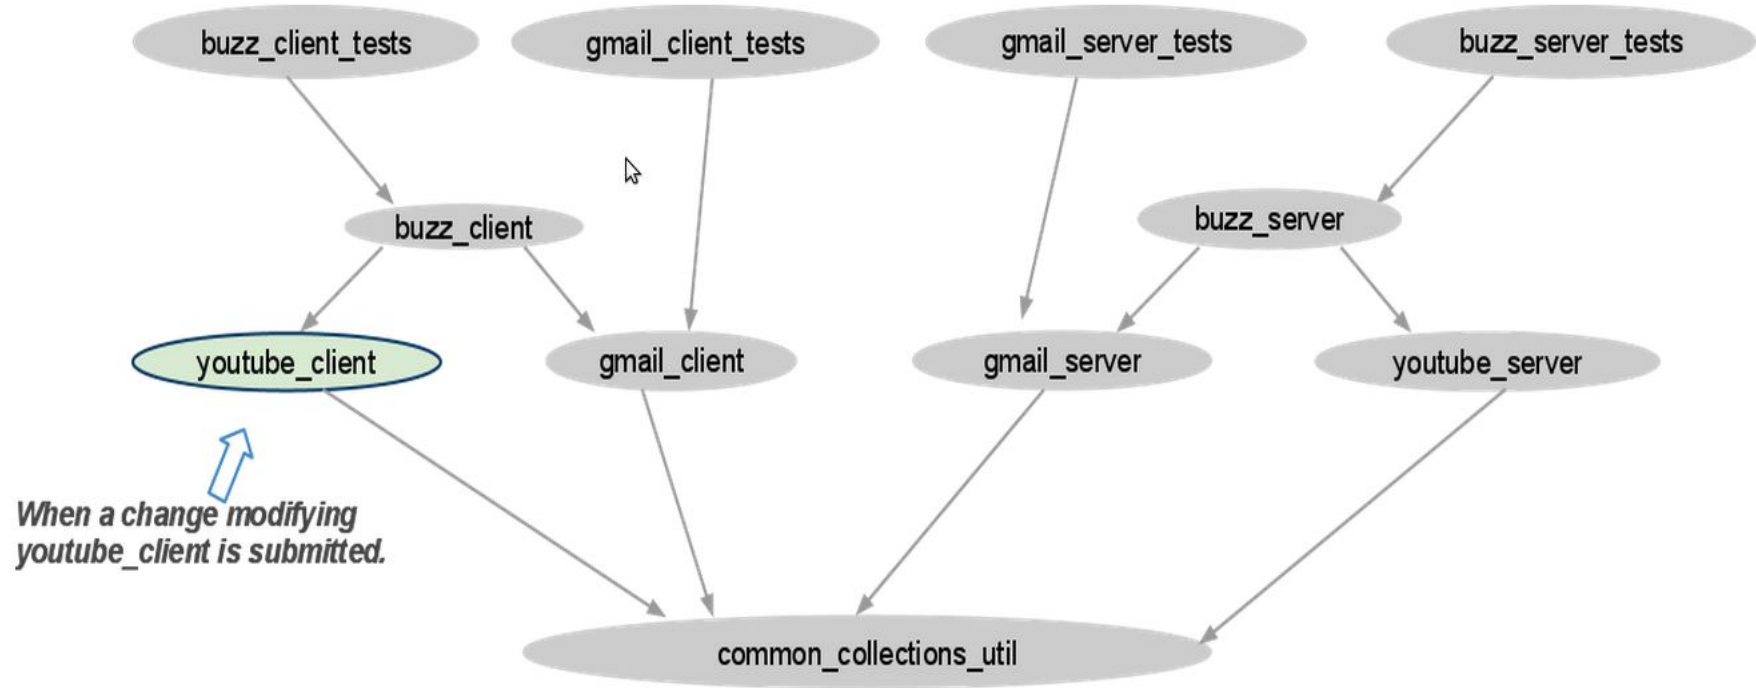 buzz_client_tests
gmail_client_tests
gmail_server_tests
buzz_server_tests
buzz_client
buzz_server
youtube_client
gmail_client
gmail_server
youtube_server
When a change modifying
youtube_client is submitted.
common_collections_util